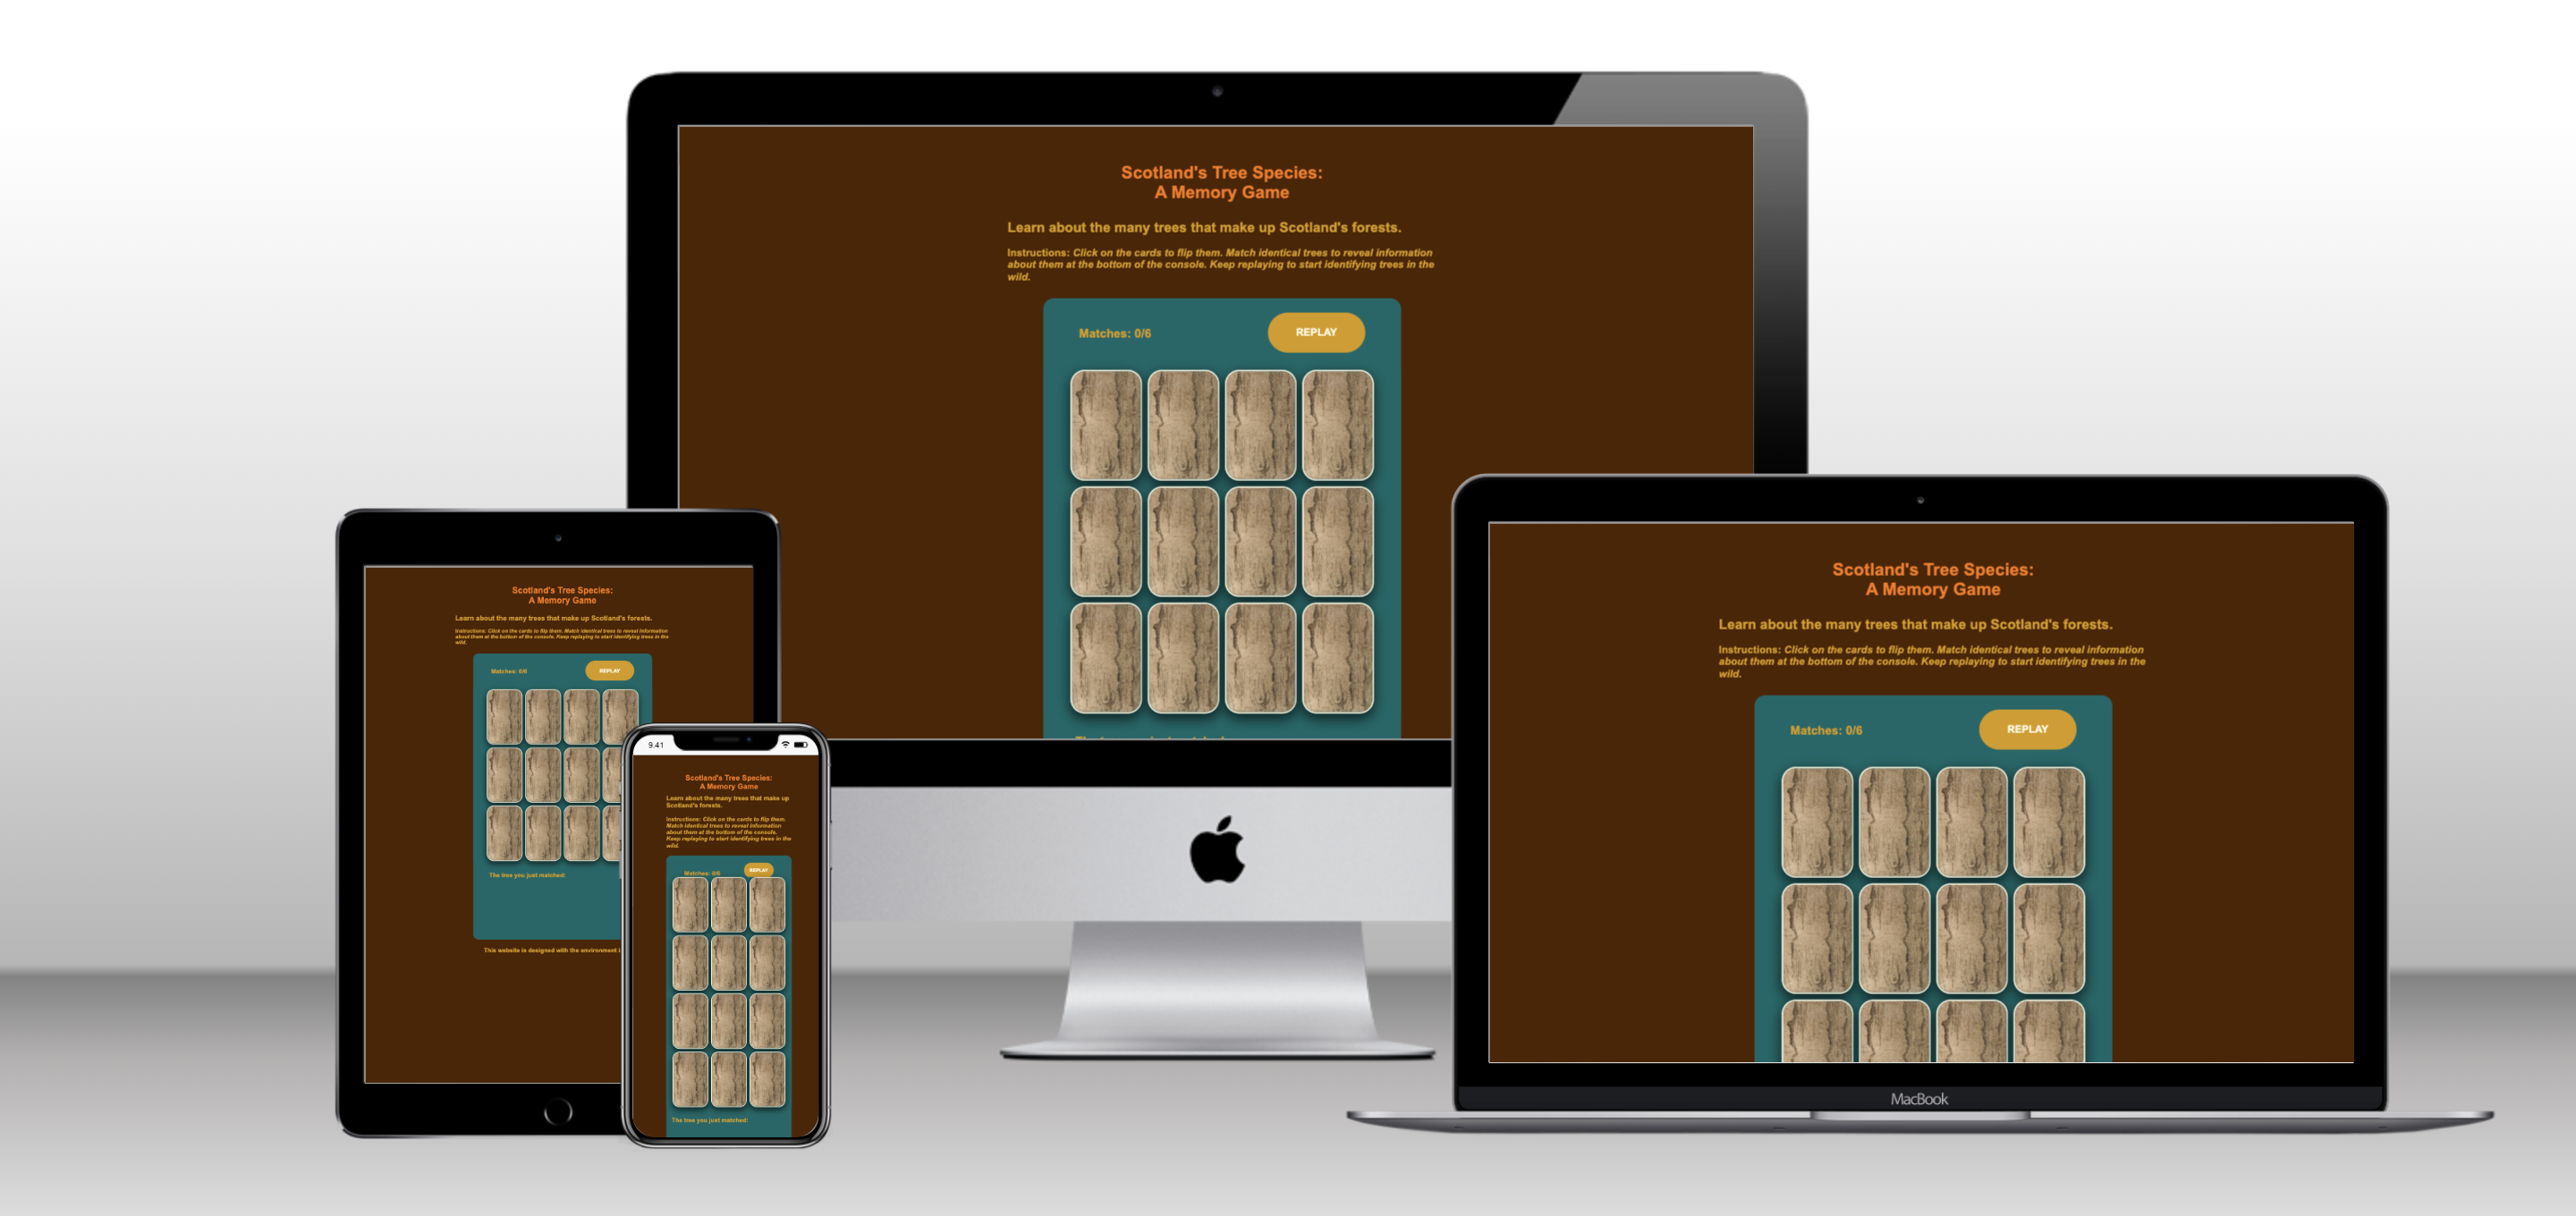 Scotland's Tree Species:
A Memory Game
Learn about the many trees that make up Scotland's forests.
Instructions: Click on the cards to flip them. Match identical trees to reveal information
about them at the bottom of the console. Keep replaying to start identifying trees in the
wild.
Matches: 0/6
REPLAY
Scotland's Tree Species:
A Memory Game
Learn about the many trees that make up Scotland's forests.
Instructions: Click on the cards to flip them. Match identical trees to reveal information
about them at the bottom of the console. Keep replaying to start identifying trees in the
wild.
Matches: 0/6
REPLAY
The tree you just matched:
This website is designed with the environment
9.41
Scotland's Tree Species:
A Memory Game
Learn about the many trees that make up
Scotland's forests.
Instructions: Click on the cards to flip them.
Match identical trees to reveal information
about them at the bottom of the console.
Keep replaying to start identifying trees in the
wild.
Matches: 0/6
REPLAY
The tree you just matched:
Scotland's Tree Species:
A Memory Game
Learn about the many trees that make up Scotland's forests.
Instructions: Click on the cards to flip them. Match identical trees to reveal information
about them at the bottom of the console. Keep replaying to start identifying trees in the
wild.
Matches: 0/6
REPLAY
MacBook